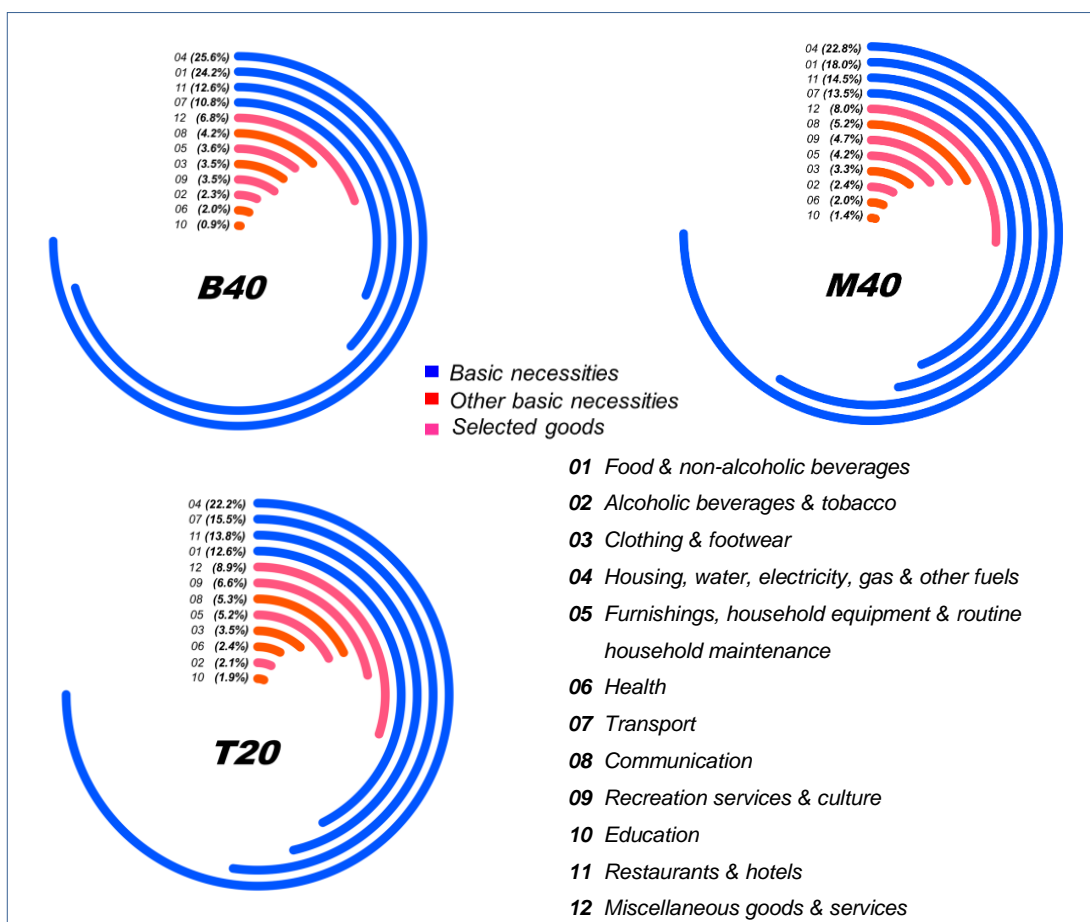 04 (25.6%)
01 (24.2%)
11 (12.6%)
07 (10.8%)
12 (6.8%)
08 (4.2%)
05 (3.6%)
03 (3.5%)
09 (3.5%)
02 (2.3%)
06 (2.0%)
10 (0.9%)
B40
04 (22.8%)
01 (18.0%)
11 (14.5%)
07 (13.5%)
12 (8.0%)
08 (5.2%)
09 (4.7%)
05 (4.2%)
03 (3.3%)
02 (2.4%)
06 (2.0%)
10 (1.4%)
M40
Basic necessities
Other basic necessities
Selected goods
04 (22.2%)
07 (15.5%)
11 (13.8%)
01 (12.6%)
12 (8.9%)
09 (6.6%)
08 (5.3%)
05 (5.2%)
03 (3.5%)
06 (2.4%)
02 (2.1%)
10 (1.9%)
T20
01 Food & non-alcoholic beverages
02 Alcoholic beverages & tobacco
03 Clothing & footwear
04 Housing, water, electricity, gas & other fuels
05 Furnishings, household equipment & routine
household maintenance
06 Health
07 Transport
08 Communication
09 Recreation services & culture
10 Education
11 Restaurants & hotels
12 Miscellaneous goods & services